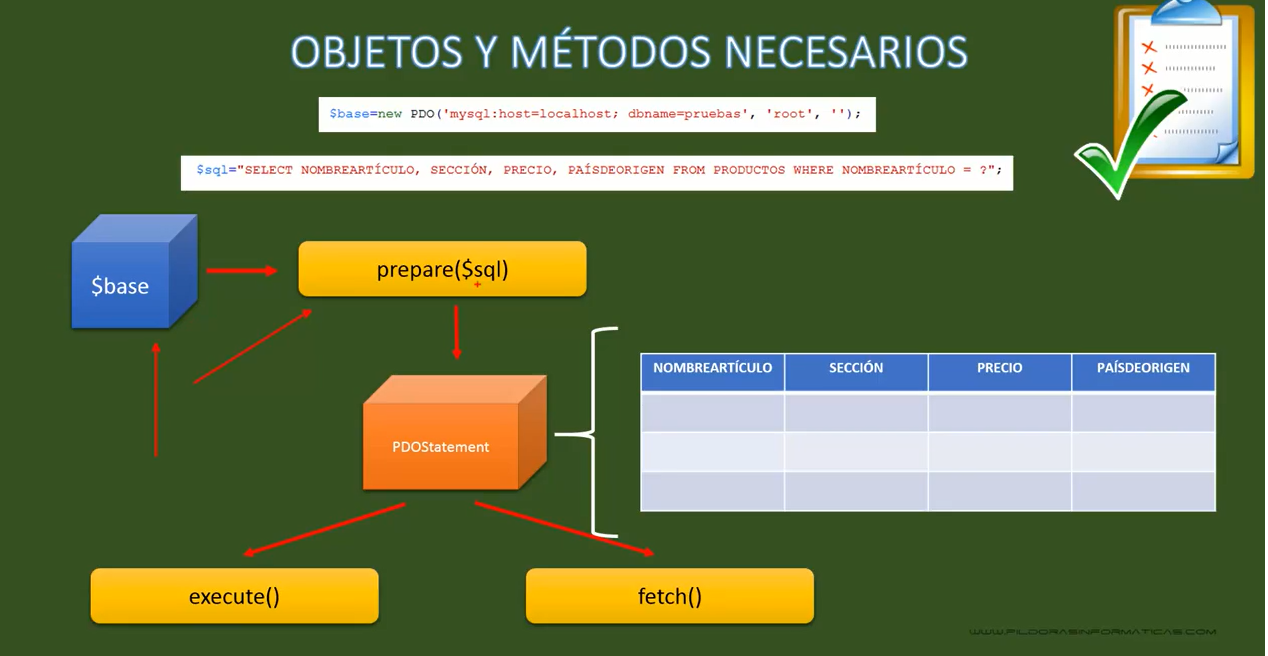 OBJETOS Y MÉTODOS NECESARIOS
$base=new PDO('mysql:host=localhost; dbname=pruebas', 'root', '');
$sql="SELECT NOMBREARTÍCULO, SECCIÓN, PRECIO, PAÍSDEORIGEN FROM PRODUCTOS WHERE NOMBREARTÍCULO = ?";
$base
prepare($sql)
PDOStatement
NOMBREARTÍCULO SECCIÓN PRECIO PAÍSDEORIGEN
execute()
fetch()
WWW.PILDORASINFORMATICAS.COM